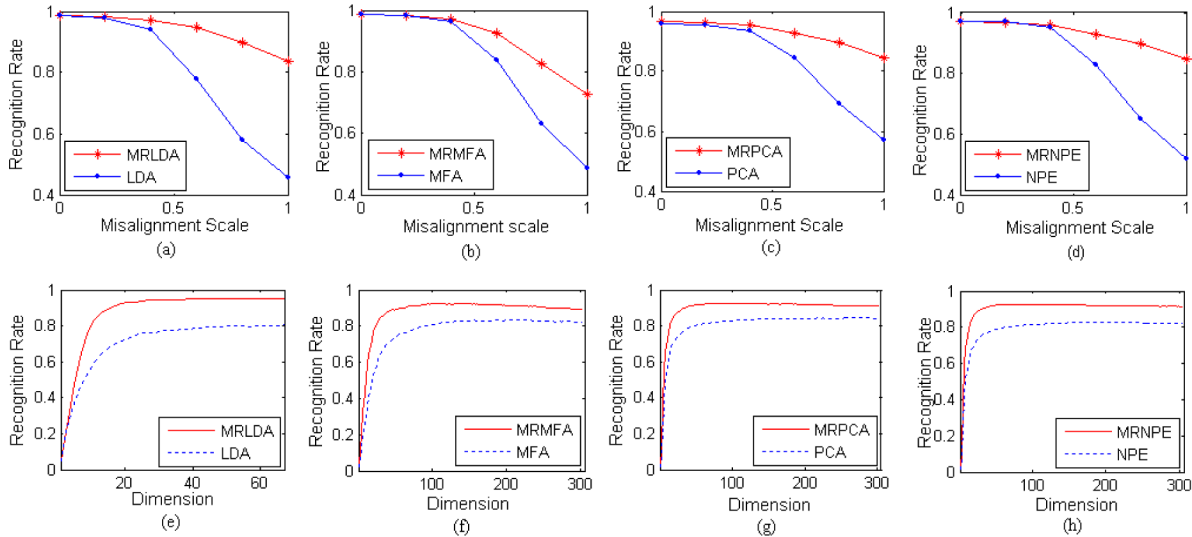 Recognition Rate
1
0.8
0.6
0.4
0
0.5
1
MRLDA
LDA
Misalignment Scale
(a)
Recognition Rate
1
0.8
0.6
0.4
0
0.5
1
MRMFA
MFA
Misalignment scale
(b)
Recognition Rate
1
0.8
0.6
0.4
0
0.5
1
MRPCA
PCA
Misalignment Scale
(c)
Recognition Rate
1
0.8
0.6
0.4
0
0.5
1
MRNPE
NPE
Misalignment Scale
(d)
Recognition Rate
1
0.8
0.6
0.4
0.2
0
20
40
60
MRLDA
LDA
Dimension
(e)
Recognition Rate
1
0.8
0.6
0.4
0.2
0
100
200
300
MRMFA
MFA
Dimension
(f)
Recognition Rate
1
0.8
0.6
0.4
0.2
0
100
200
300
MRPCA
PCA
Dimension
(g)
Recognition Rate
1
0.8
0.6
0.4
0.2
0
100
200
300
MRNPE
NPE
Dimension
(h)